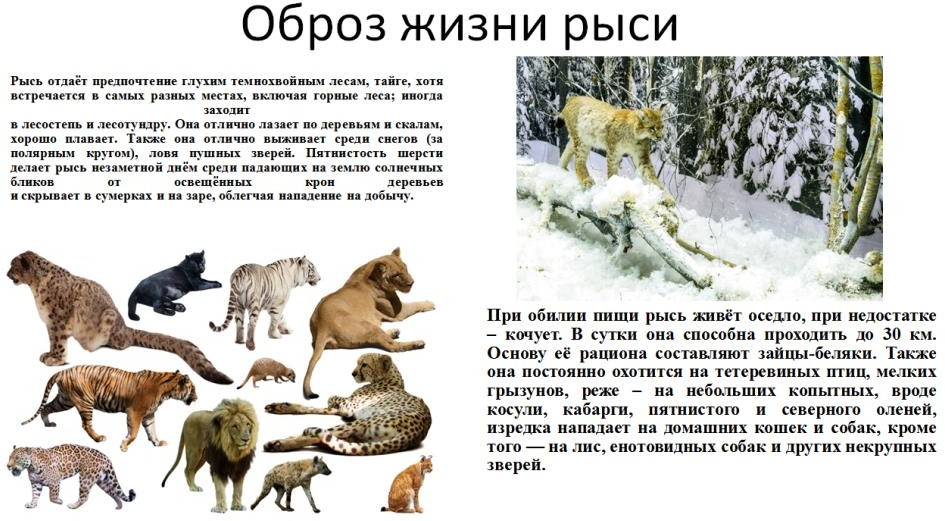 Оброз жизни рыси
Рысь отдаёт предпочтение глухим темнохвойным лесам, тайге, хотя
встречается в самых разных местах, включая горные леса; иногда
заходит
в лесостепь и лесотундру. Она отлично лазает по деревьям и скалам,
хорошо плавает. Также она отлично выживает среди снегов (за
полярным кругом), ловя пушных зверей. Пятнистость шерсти
делает рысь незаметной днём среди падающих на землю солнечных
бликов от освещённых крон деревьев
и скрывает в сумерках и на заре, облегчая нападение на добычу.
При обилии пищи рысь живёт оседло, при недостатке
– кочует. В сутки она способна проходить до 30 км.
Основу её рациона составляют зайцы-беляки. Также
она постоянно охотится на тетеревиных птиц, мелких
грызунов, реже – на небольших копытных, вроде
косули, кабарги, пятнистого и северного оленей,
изредка нападает на домашних кошек и собак, кроме
того — на лис, енотовидных собак и других некрупных
зверей.